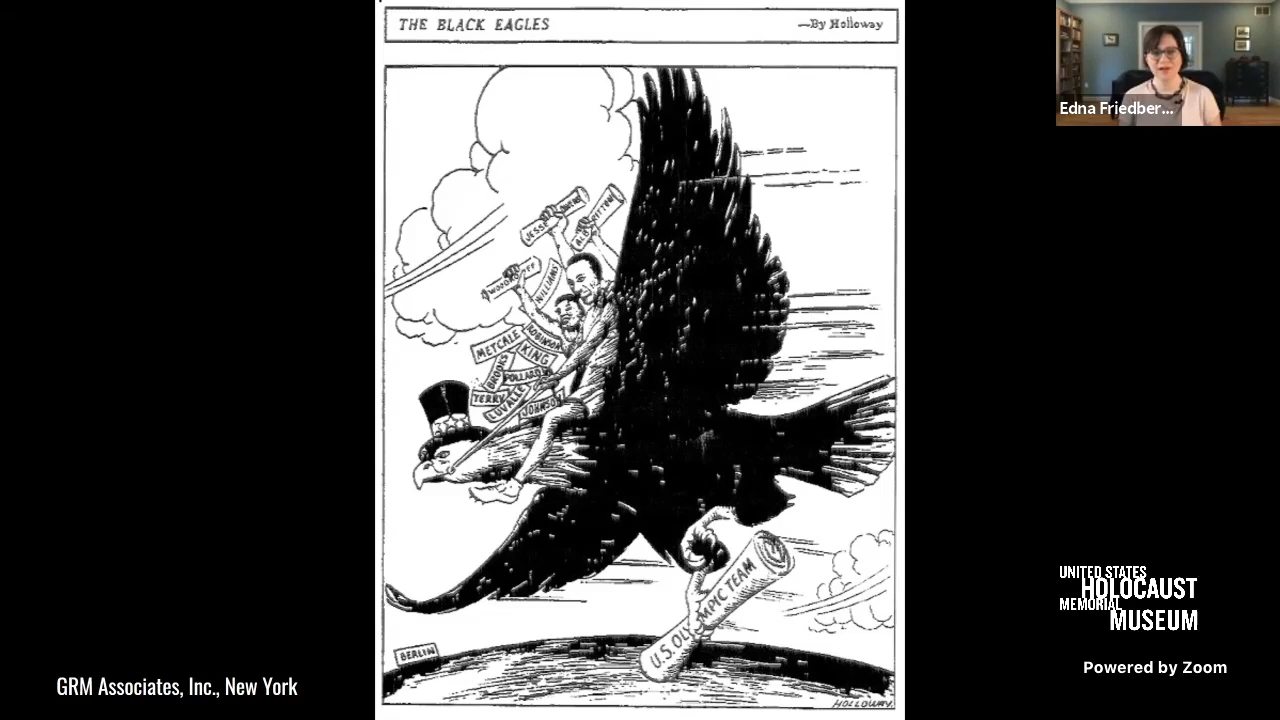 THE BLACK EAGLES
—By Holloway
Edna Friedber...
JESSE OWENS
ALBRITTON
WOODRUFF
WILLIAMS
ROBINSON
METCALF
KING
BROOKS
POLLARD
TERRY
LUVALLE
JOHNSON
U.S. OLYMPIC TEAM
BERLIN
HOLLOWAY.
GRM Associates, Inc., New York
UNITED STATES
HOLOCAUST
MEMORIAL
MUSEUM
Powered by Zoom